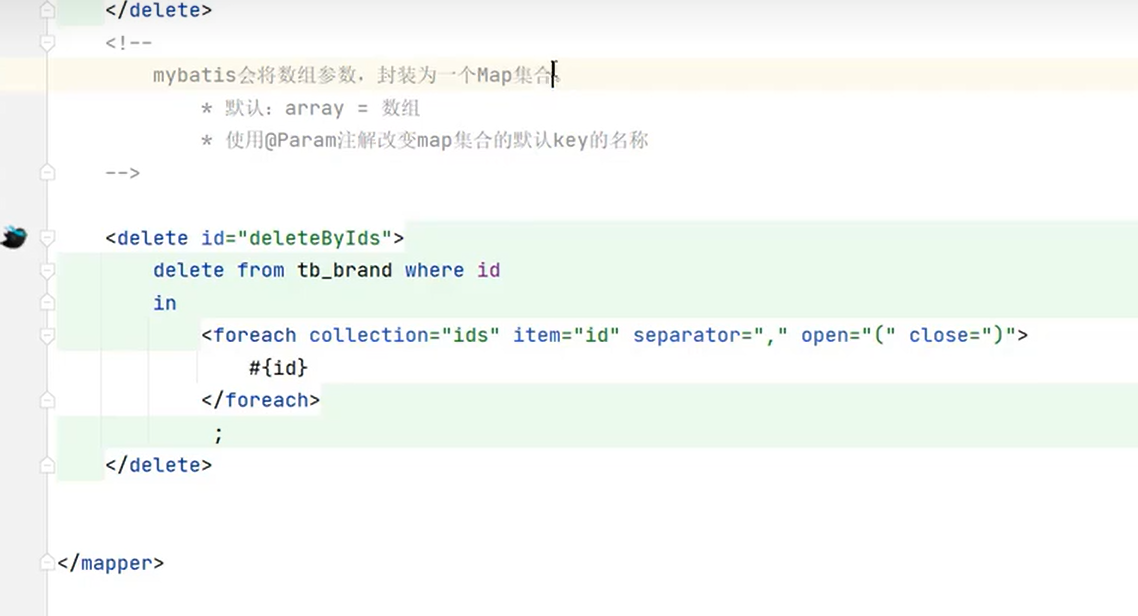 </delete>
<!--
mybatis会将数组参数，封装为一个Map集合。
* 默认：array = 数组
* 使用@Param注解改变map集合的默认key的名称
-->
<delete id="deleteByIds">
delete from tb_brand where id
in
<foreach collection="ids" item="id" separator="," open="(" close=")">
#{id}
</foreach>
;
</delete>
</mapper>